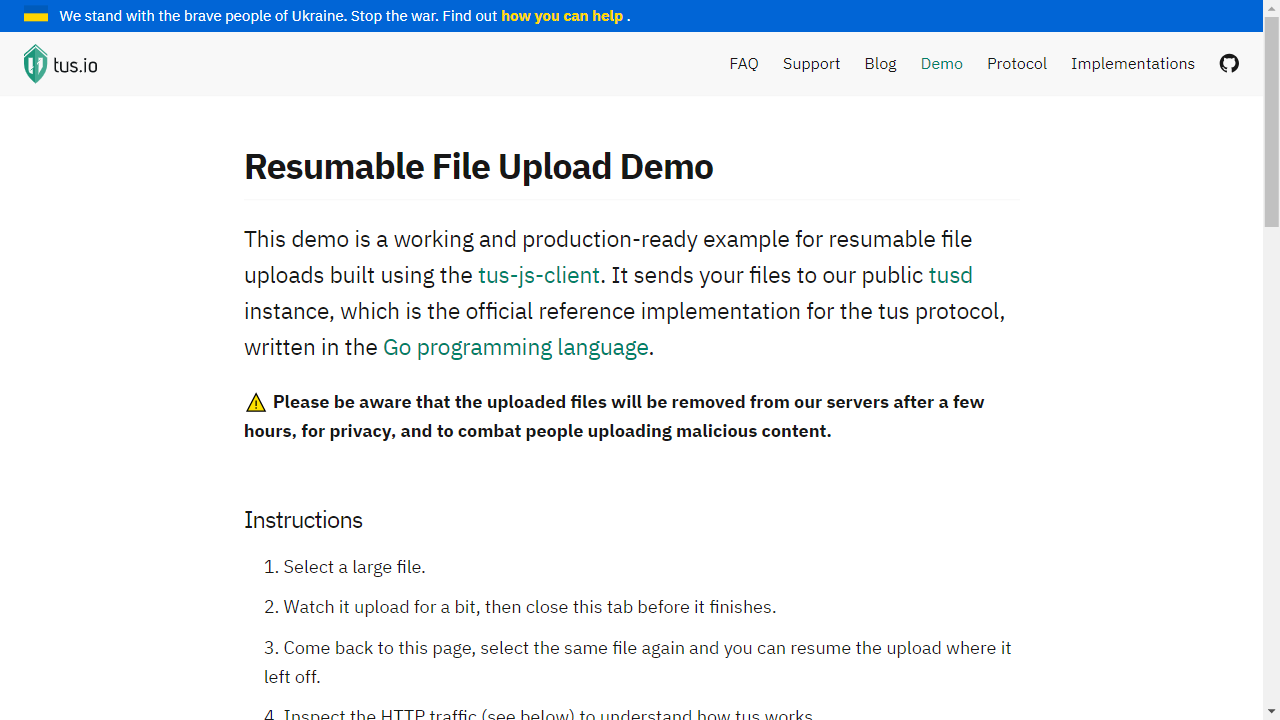 We stand with the brave people of Ukraine. Stop the war. Find out how you can help .
tus.io
FAQ
Support
Blog
Demo
Protocol
Implementations
Resumable File Upload Demo
This demo is a working and production-ready example for resumable file
uploads built using the tus-js-client. It sends your files to our public tusd
instance, which is the official reference implementation for the tus protocol,
written in the Go programming language.
⚠️ Please be aware that the uploaded files will be removed from our servers after a few
hours, for privacy, and to combat people uploading malicious content.
Instructions
1. Select a large file.
2. Watch it upload for a bit, then close this tab before it finishes.
3. Come back to this page, select the same file again and you can resume the upload where it
left off.
4. Inspect the HTTP traffic (see below) to understand how tus works.